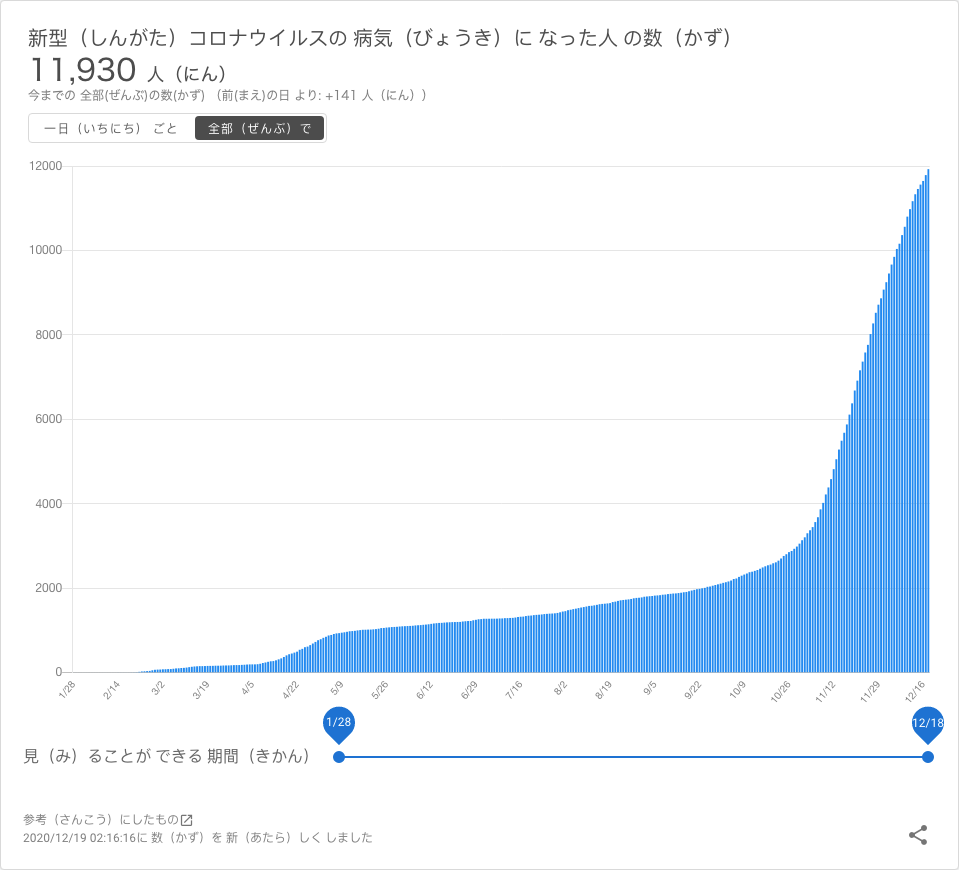 新型（しんがた）コロナウイルスの 病気（びょうき）に なった人 の数（かず）
11,930 人（にん）
今までの 全部(ぜんぶ)の数(かず) （前(まえ)の日 より: +141 人（にん））
一日（いちにち） ごと 全部（ぜんぶ）で
12000
10000
8000
6000
4000
2000
0
1/28 2/14 3/2 3/19 4/5 4/22 5/9 5/26 6/12 6/29 7/16 8/2 8/19 9/5 9/22 10/9 10/26 11/12 11/29 12/16
1/28 12/18
見（み）ることが できる 期間（きかん）
参考（さんこう）にしたもの
2020/12/19 02:16:16に 数（かず）を 新（あたら）しく しました